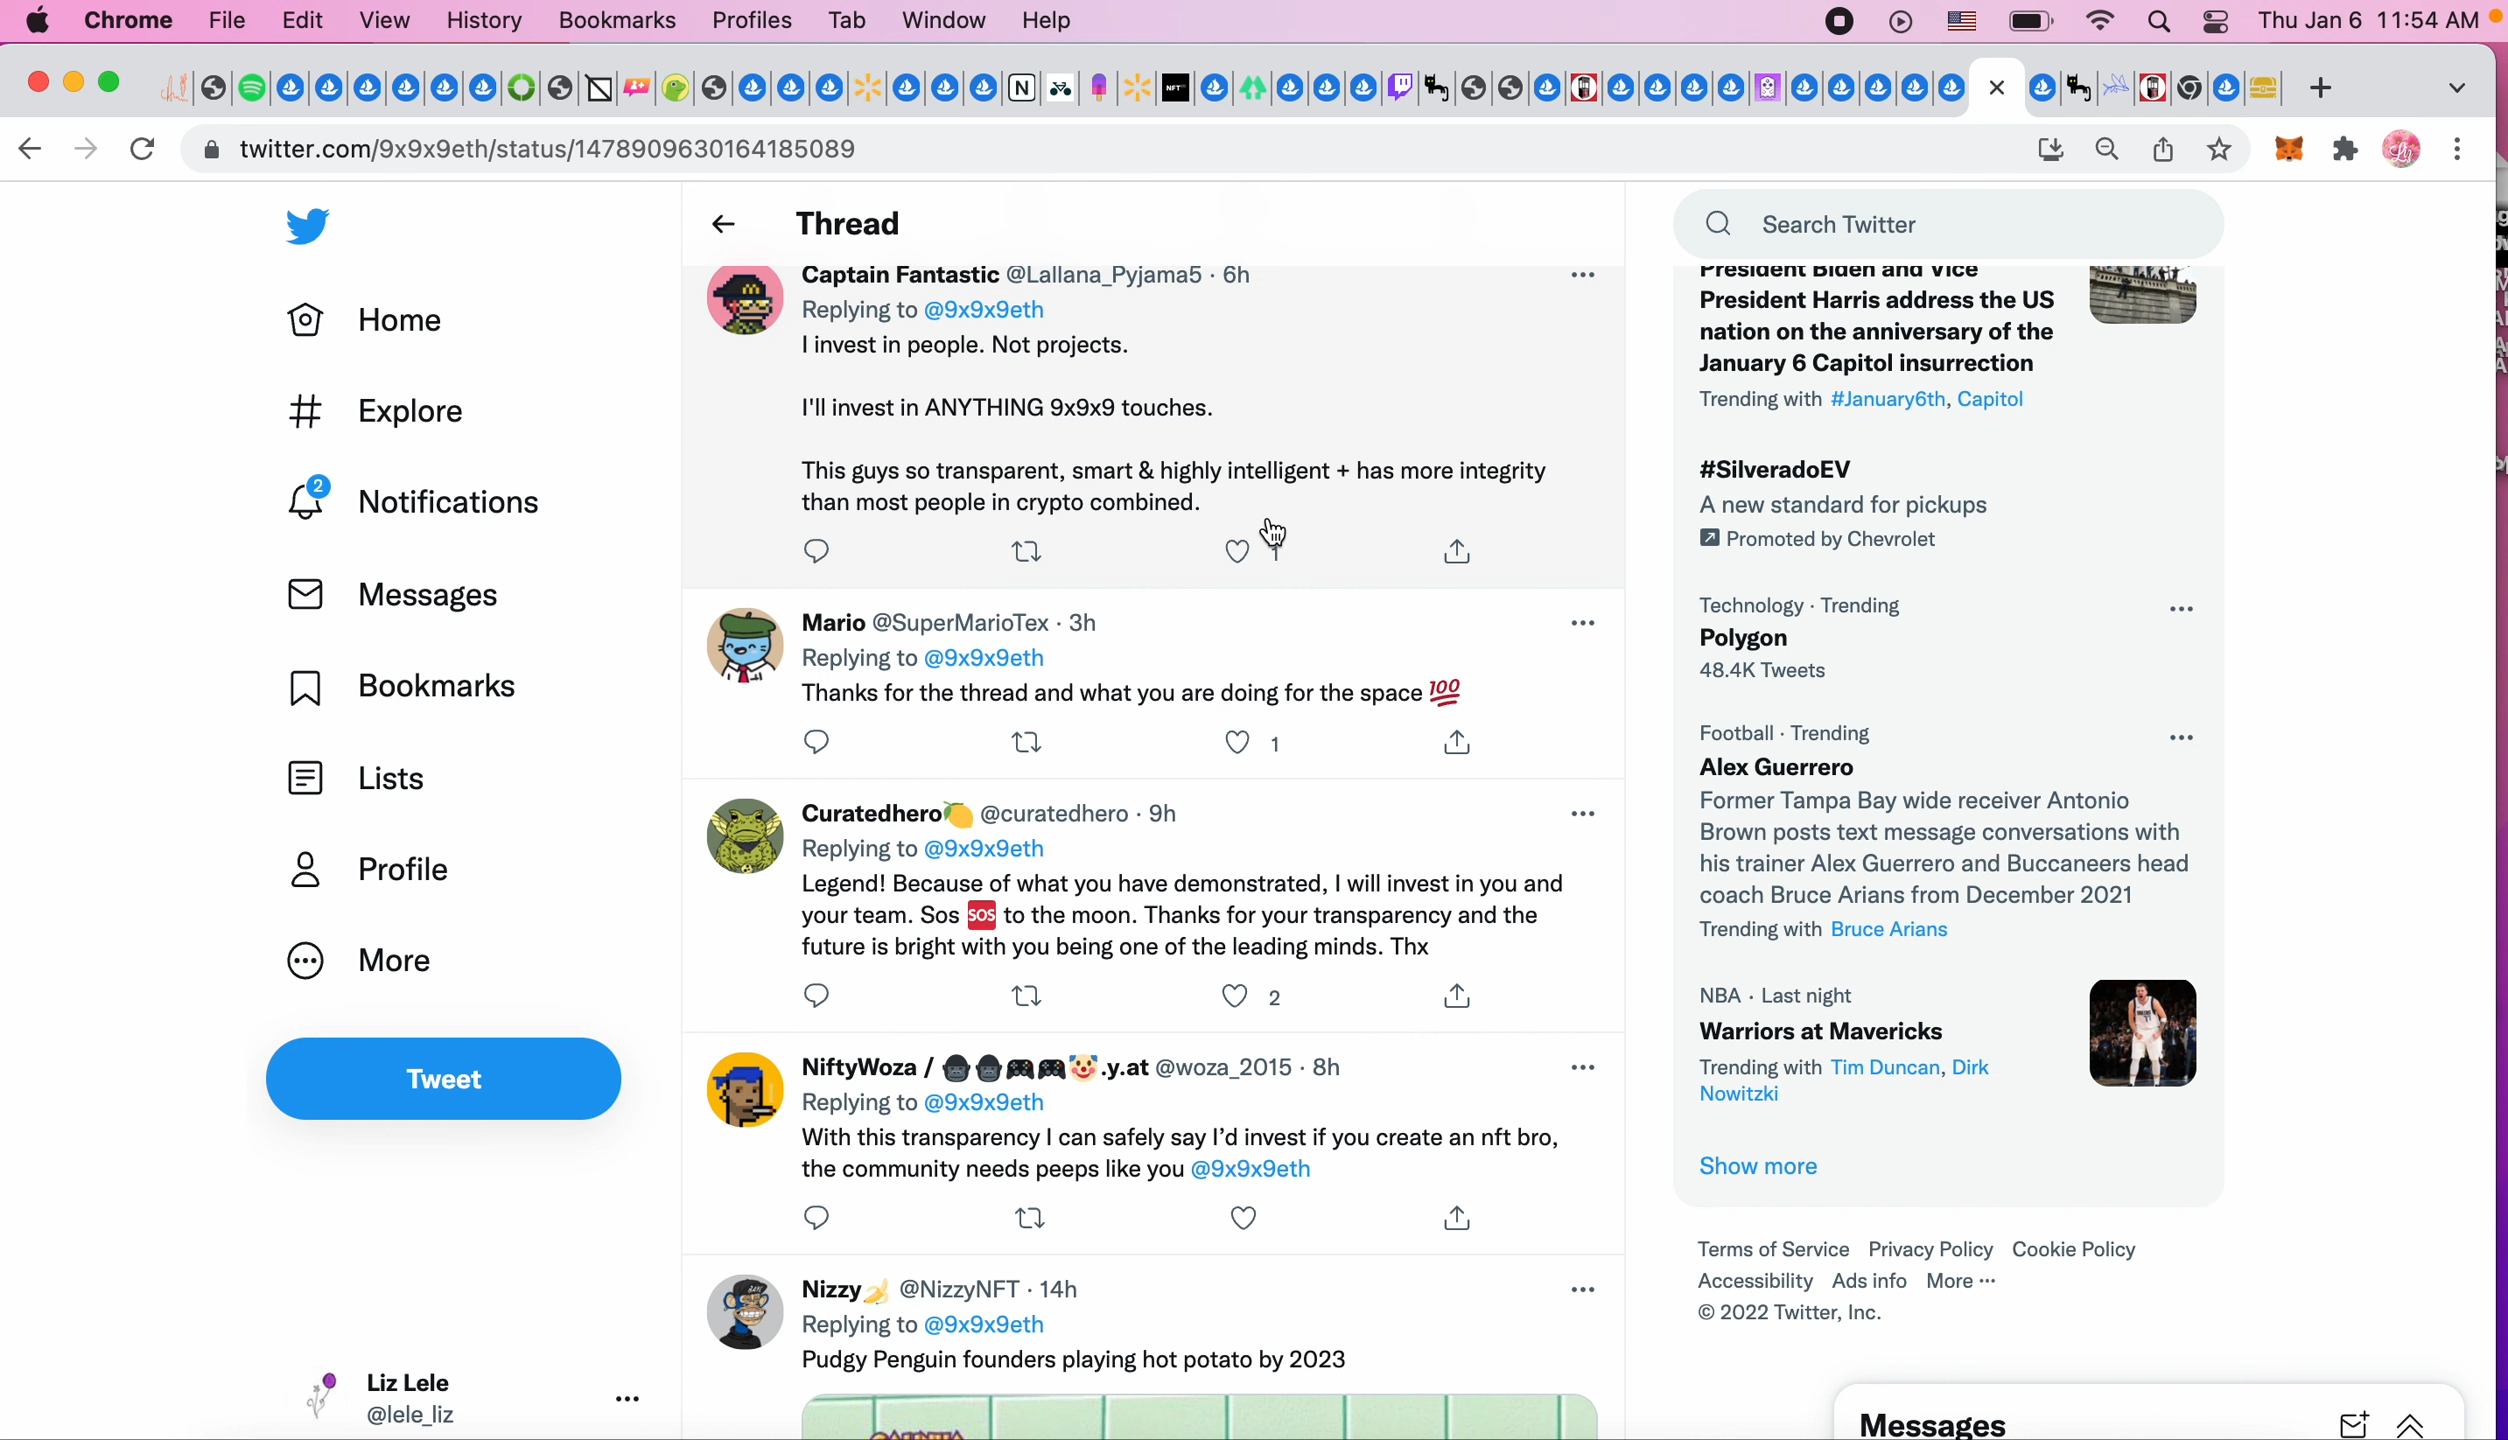 Chrome File Edit View History Bookmarks Profiles Tab Window Help Thu Jan 6 11:54 AM
twitter.com/9x9x9eth/status/1478909630164185089
Home
Explore
2
Notifications
Messages
Bookmarks
Lists
Profile
More
Tweet
Liz Lele
@lele_liz
Thread
Captain Fantastic @Lallana_Pyjama5 · 6h
Replying to @9x9x9eth
I invest in people. Not projects.
I'll invest in ANYTHING 9x9x9 touches.
This guys so transparent, smart & highly intelligent + has more integrity
than most people in crypto combined.
1
Mario @SuperMarioTex · 3h
Replying to @9x9x9eth
Thanks for the thread and what you are doing for the space 💯
1
Curatedhero🍋 @curatedhero · 9h
Replying to @9x9x9eth
Legend! Because of what you have demonstrated, I will invest in you and
your team. Sos 🆘 to the moon. Thanks for your transparency and the
future is bright with you being one of the leading minds. Thx
2
NiftyWoza / 🦍🦍🎮🎮🤡.y.at @woza_2015 · 8h
Replying to @9x9x9eth
With this transparency I can safely say I'd invest if you create an nft bro,
the community needs peeps like you @9x9x9eth
Nizzy🍌 @NizzyNFT · 14h
Replying to @9x9x9eth
Pudgy Penguin founders playing hot potato by 2023
Search Twitter
President Biden and Vice
President Harris address the US
nation on the anniversary of the
January 6 Capitol insurrection
Trending with #January6th, Capitol
#SilveradoEV
A new standard for pickups
Promoted by Chevrolet
Technology · Trending
Polygon
48.4K Tweets
Football · Trending
Alex Guerrero
Former Tampa Bay wide receiver Antonio
Brown posts text message conversations with
his trainer Alex Guerrero and Buccaneers head
coach Bruce Arians from December 2021
Trending with Bruce Arians
NBA · Last night
Warriors at Mavericks
Trending with Tim Duncan, Dirk
Nowitzki
Show more
Terms of Service Privacy Policy Cookie Policy
Accessibility Ads info More ···
© 2022 Twitter, Inc.
Messages